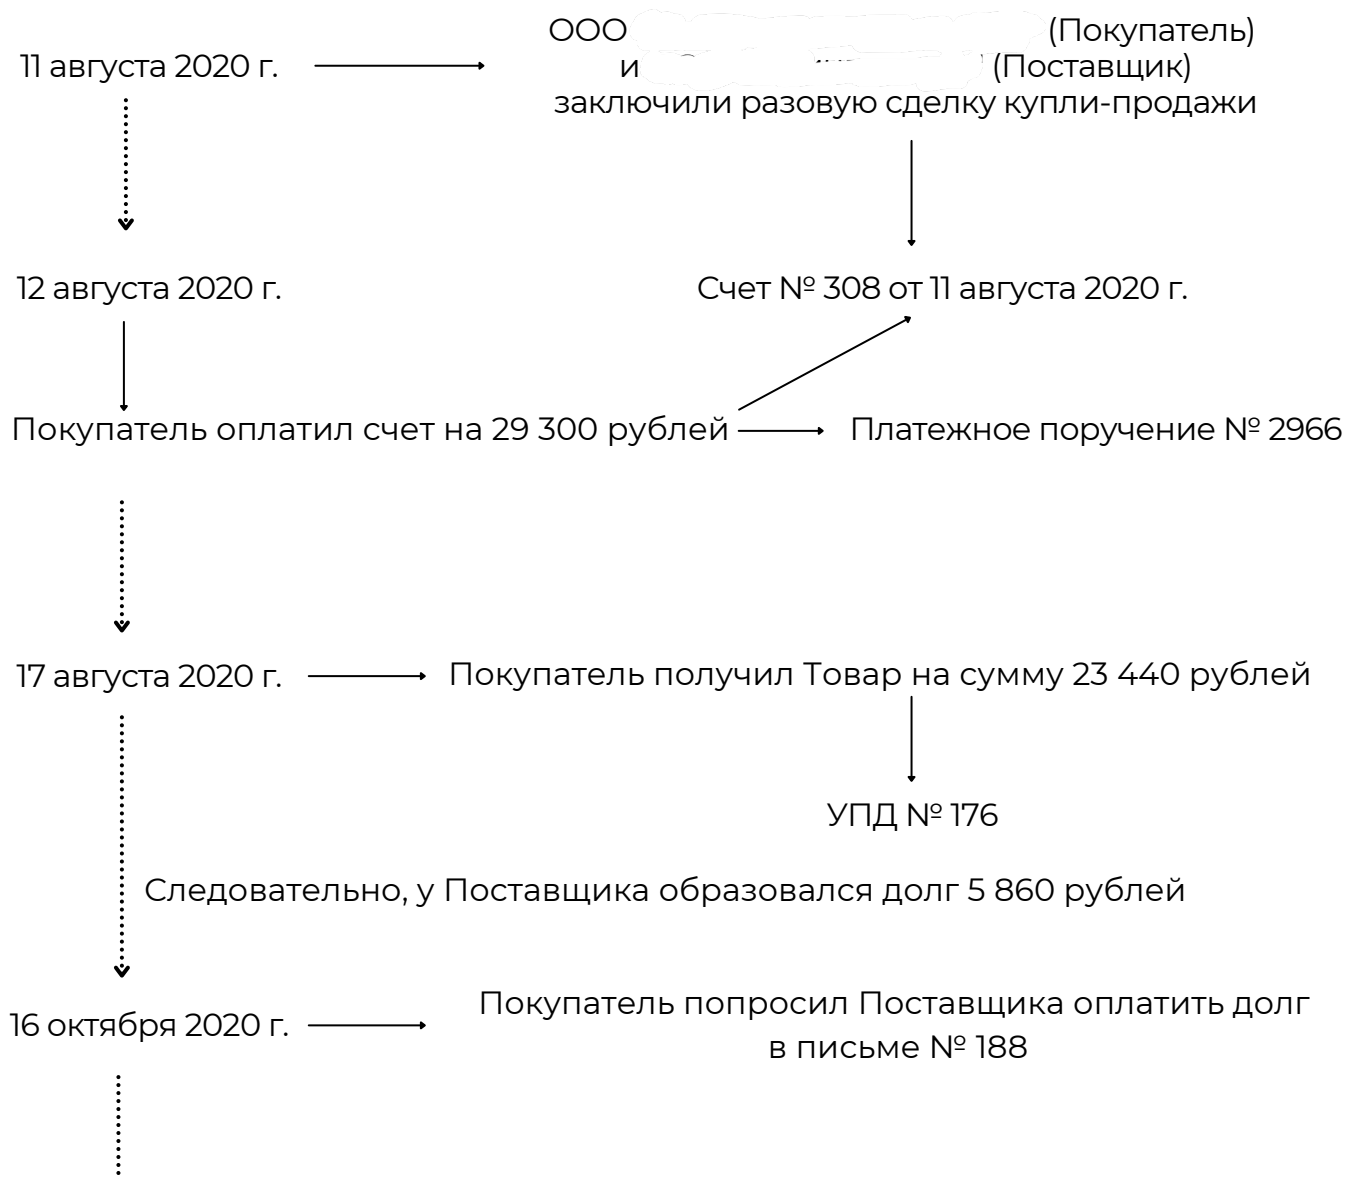 ООО (Покупатель)
11 августа 2020 г.
и (Поставщик)
заключили разовую сделку купли-продажи
12 августа 2020 г.
Счет № 308 от 11 августа 2020 г.
Покупатель оплатил счет на 29 300 рублей
Платежное поручение № 2966
17 августа 2020 г.
Покупатель получил Товар на сумму 23 440 рублей
УПД № 176
Следовательно, у Поставщика образовался долг 5 860 рублей
16 октября 2020 г.
Покупатель попросил Поставщика оплатить долг
в письме № 188